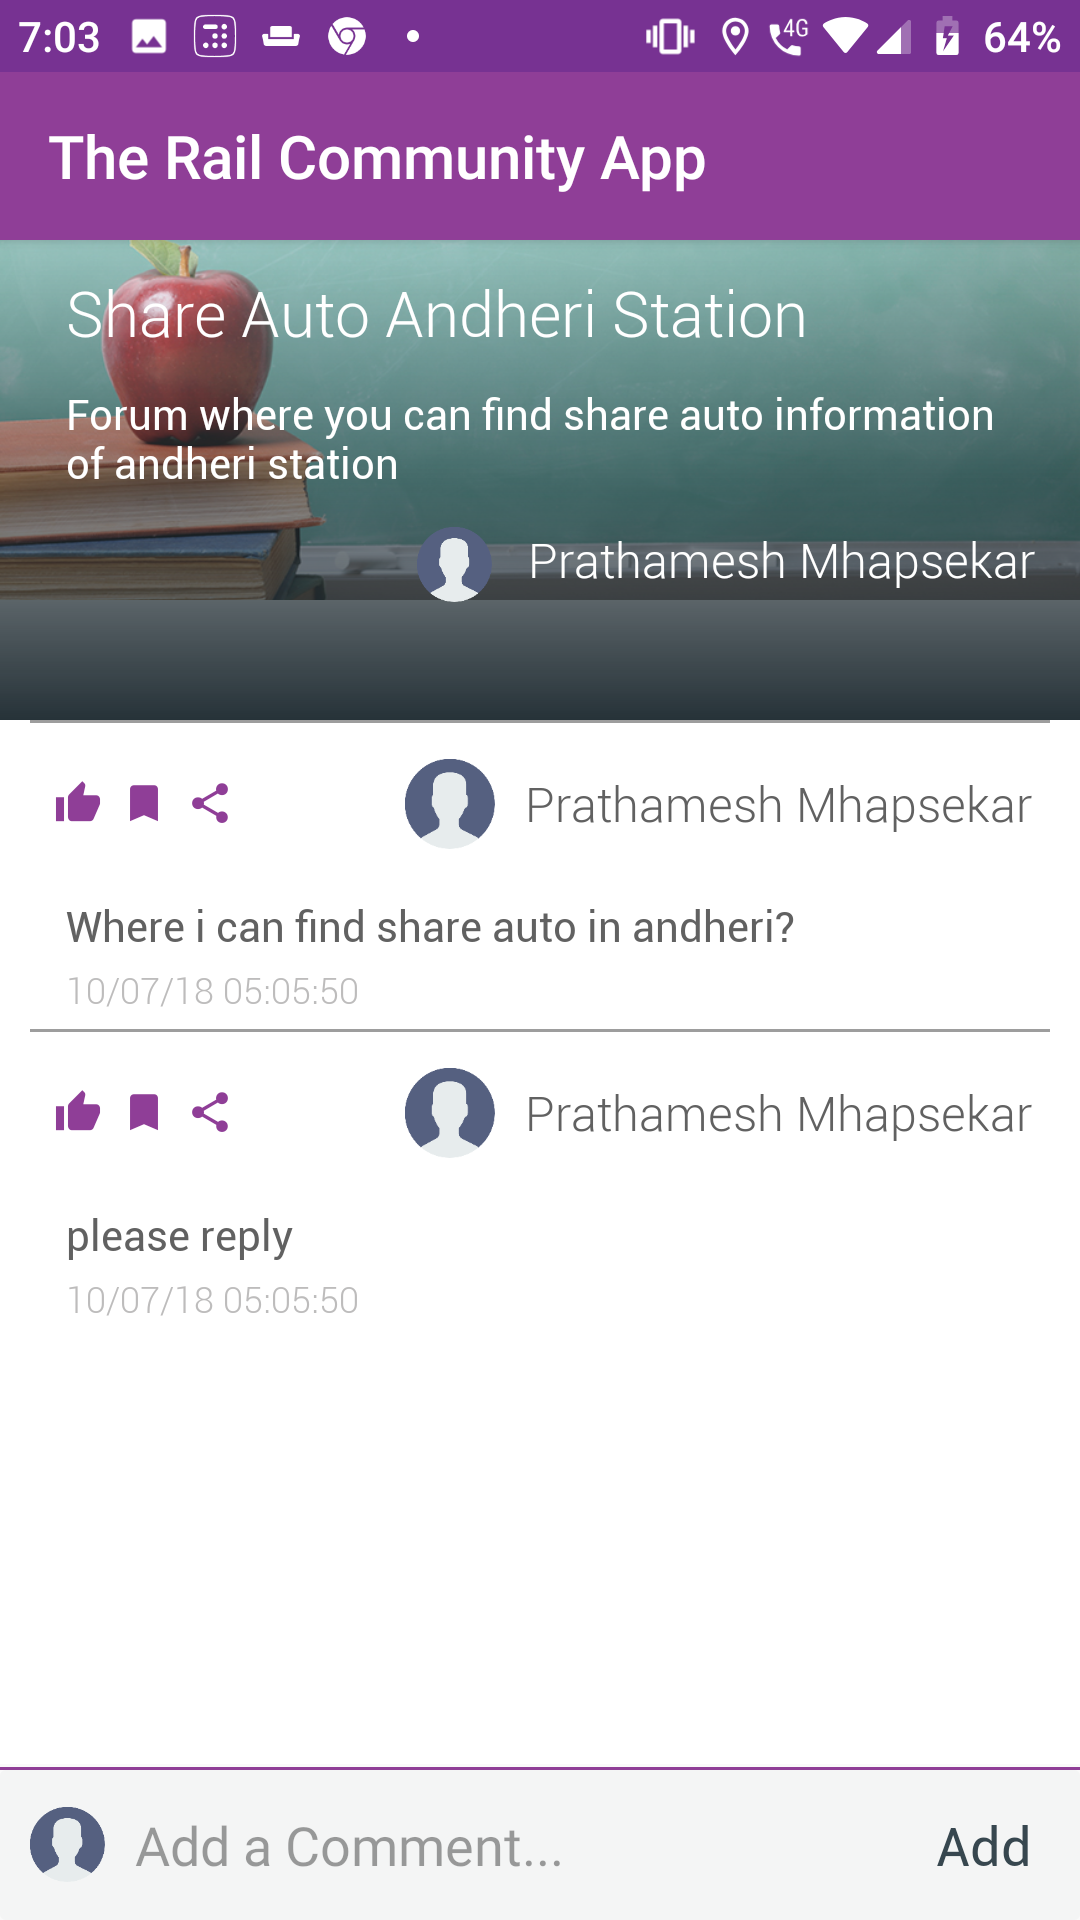 7:03
4G
64%
The Rail Community App
Share Auto Andheri Station
Forum where you can find share auto information
of andheri station
Prathamesh Mhapsekar
Prathamesh Mhapsekar
Where i can find share auto in andheri?
10/07/18 05:05:50
Prathamesh Mhapsekar
please reply
10/07/18 05:05:50
Add a Comment...
Add